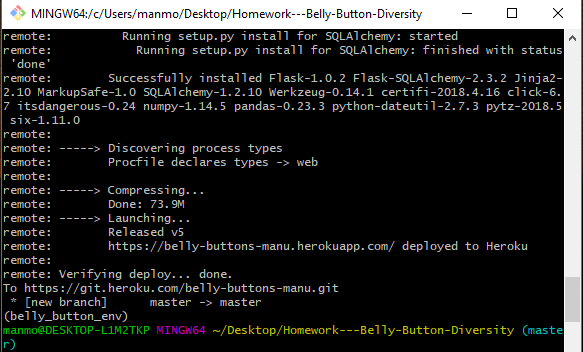 MINGW64:/c/Users/manmo/Desktop/Homework---Belly-Button-Diversity
remote:          Running setup.py install for SQLAlchemy: started
remote:            Running setup.py install for SQLAlchemy: finished with status
 'done'
remote:        Successfully installed Flask-1.0.2 Flask-SQLAlchemy-2.3.2 Jinja2-
2.10 MarkupSafe-1.0 SQLAlchemy-1.2.10 Werkzeug-0.14.1 certifi-2018.4.16 click-6.
7 itsdangerous-0.24 numpy-1.14.5 pandas-0.23.3 python-dateutil-2.7.3 pytz-2018.5
 six-1.11.0
remote:
remote: -----> Discovering process types
remote:        Procfile declares types -> web
remote:
remote: -----> Compressing...
remote:        Done: 73.9M
remote: -----> Launching...
remote:        Released v5
remote:        https://belly-buttons-manu.herokuapp.com/ deployed to Heroku
remote:
remote: Verifying deploy... done.
To https://git.heroku.com/belly-buttons-manu.git
 * [new branch]      master -> master
(belly_button_env)
manmo@DESKTOP-L1M2TKP MINGW64 ~/Desktop/Homework---Belly-Button-Diversity (maste
r)